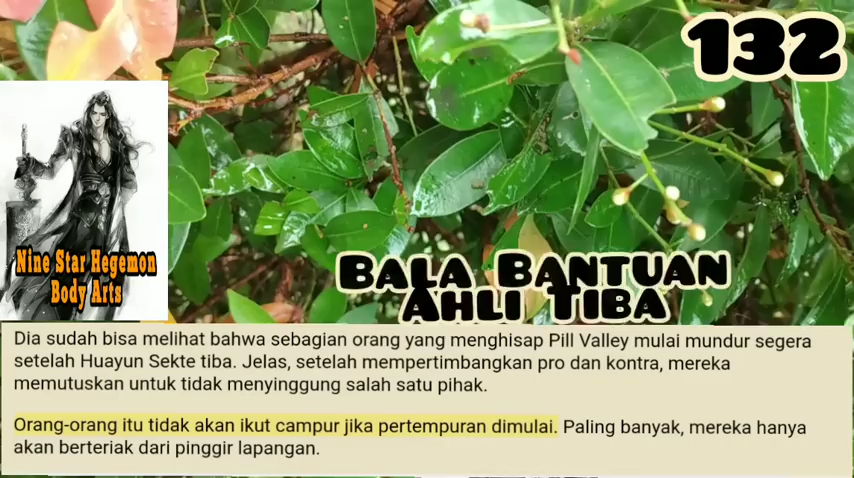 132
Nine Star Hegemon
Body Arts
BALA BANTUAN
AHLI TIBA
Dia sudah bisa melihat bahwa sebagian orang yang menghisap Pill Valley mulai mundur segera
setelah Huayun Sekte tiba. Jelas, setelah mempertimbangkan pro dan kontra, mereka
memutuskan untuk tidak menyinggung salah satu pihak.
Orang-orang itu tidak akan ikut campur jika pertempuran dimulai. Paling banyak, mereka hanya
akan berteriak dari pinggir lapangan.